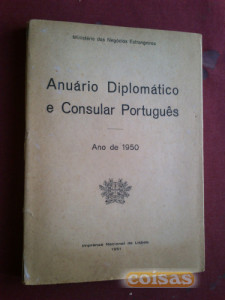 Ministério dos Negócios Estrangeiros
Anuário Diplomático
e Consular Português
Ano de 1950
Imprensa Nacional de Lisboa
1951
coisas